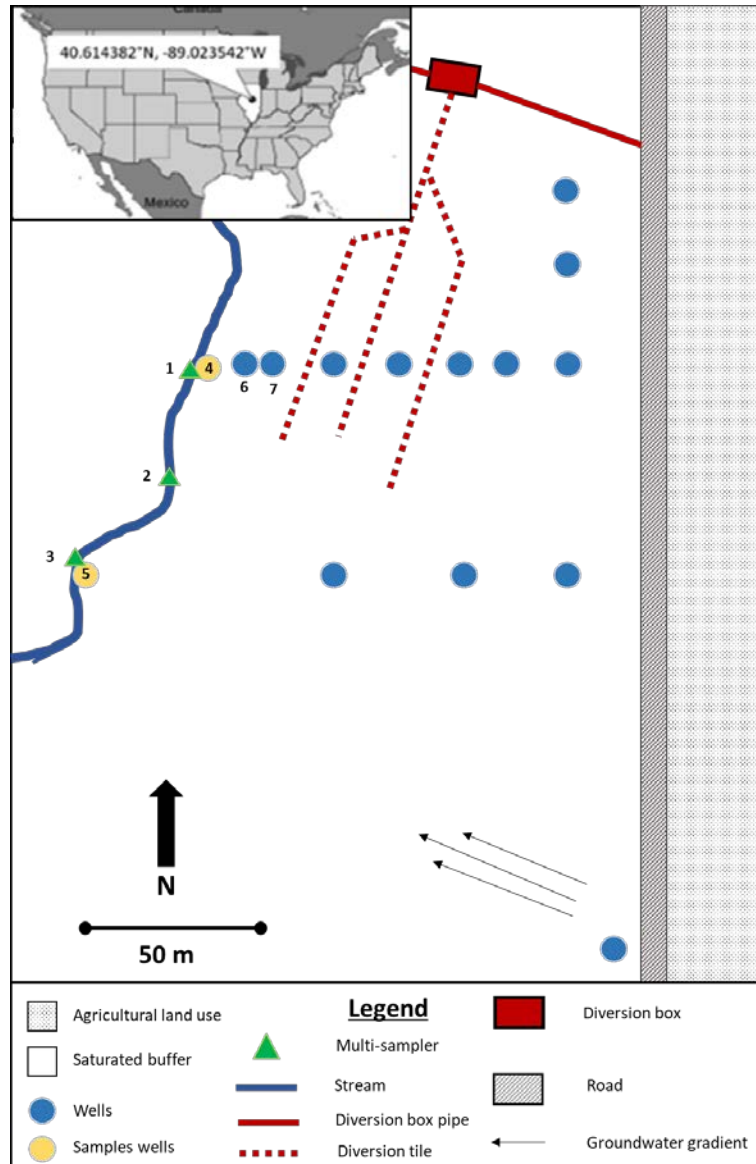 Canada
40.614382°N, -89.023542°W
Mexico
1
4
6
7
2
3
5
N
50 m
Legend
Agricultural land use
Saturated buffer
Wells
Samples wells
Multi-sampler
Stream
Diversion box pipe
Diversion tile
Diversion box
Road
Groundwater gradient